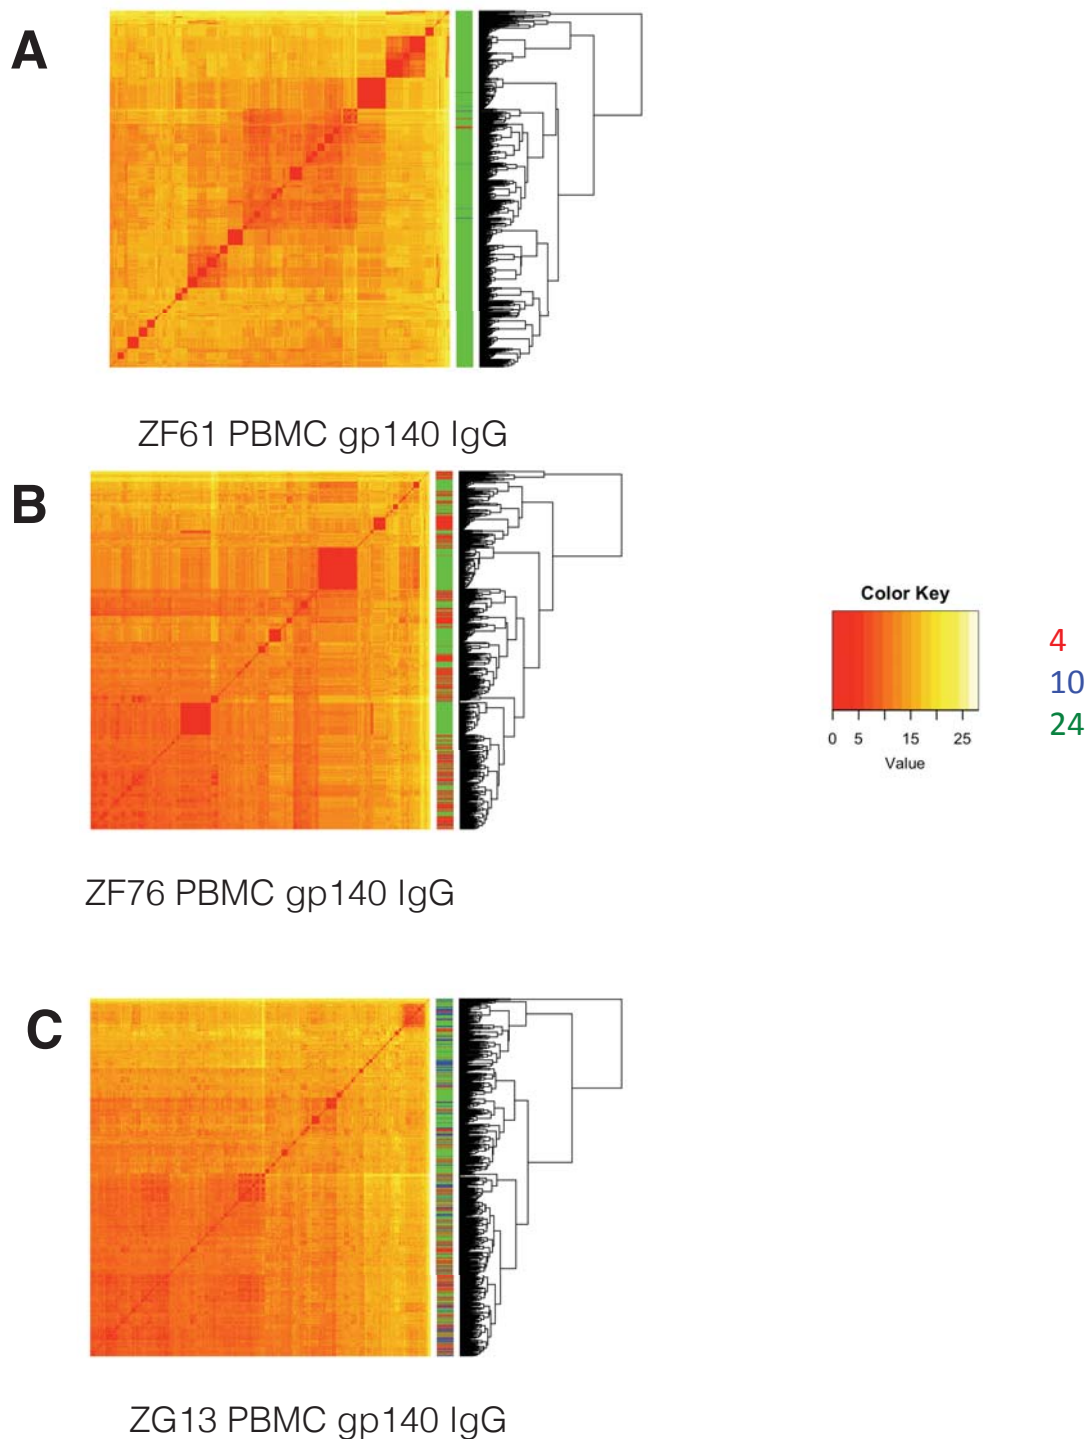 A
ZF61 PBMC gp140 IgG
B
Color Key
0 5 15 25
Value
4
10
24
ZF76 PBMC gp140 IgG
C
ZG13 PBMC gp140 IgG